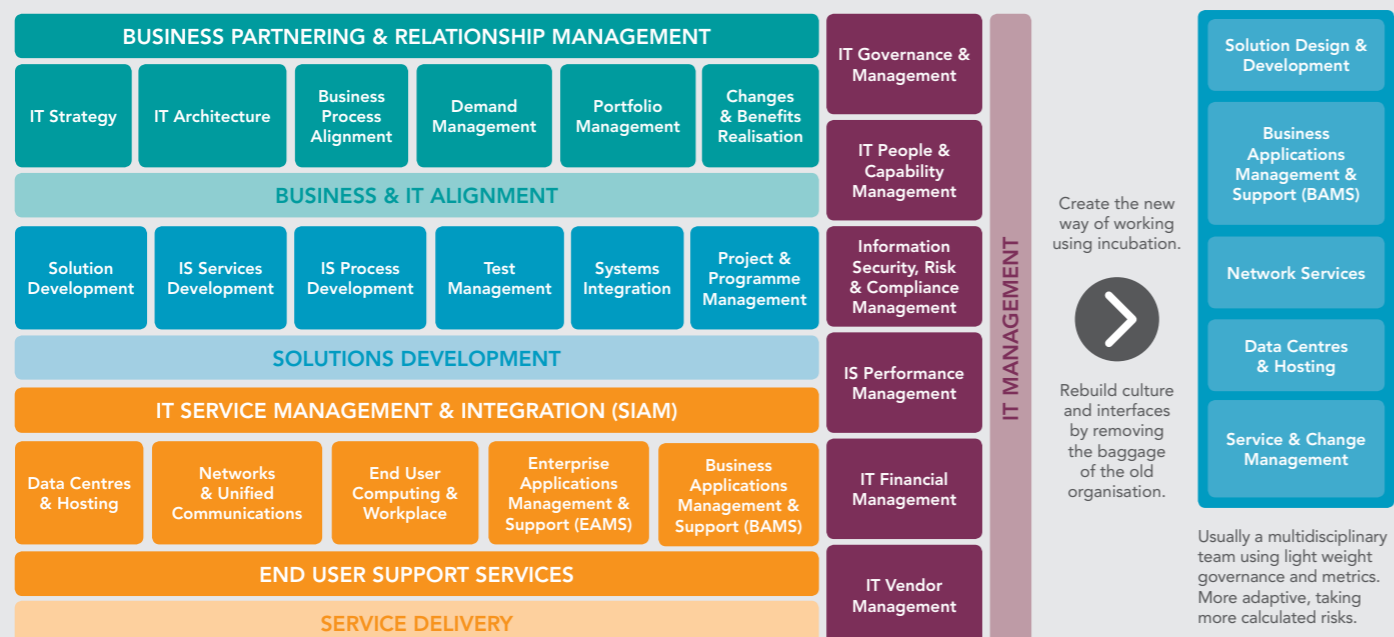 BUSINESS PARTNERING & RELATIONSHIP MANAGEMENT
IT Strategy
IT Architecture
Business
Process
Alignment
Demand
Management
Portfolio
Management
Changes
& Benefits
Realisation
BUSINESS & IT ALIGNMENT
Solution
Development
IS Services
Development
IS Process
Development
Test
Management
Systems
Integration
Project &
Programme
Management
SOLUTIONS DEVELOPMENT
IT SERVICE MANAGEMENT & INTEGRATION (SIAM)
Data Centres
& Hosting
Networks
& Unified
Communications
End User
Computing &
Workplace
Enterprise
Applications
Management &
Support (EAMS)
Business
Applications
Management &
Support (BAMS)
END USER SUPPORT SERVICES
SERVICE DELIVERY
IT Governance &
Management
IT People &
Capability
Management
Information
Security, Risk
& Compliance
Management
IS Performance
Management
IT Financial
Management
IT Vendor
Management
IT MANAGEMENT
Create the new
way of working
using incubation.
Rebuild culture
and interfaces
by removing
the baggage
of the old
organisation.
Solution Design &
Development
Business
Applications
Management &
Support (BAMS)
Network Services
Data Centres
& Hosting
Service & Change
Management
Usually a multidisciplinary
team using light weight
governance and metrics.
More adaptive, taking
more calculated risks.